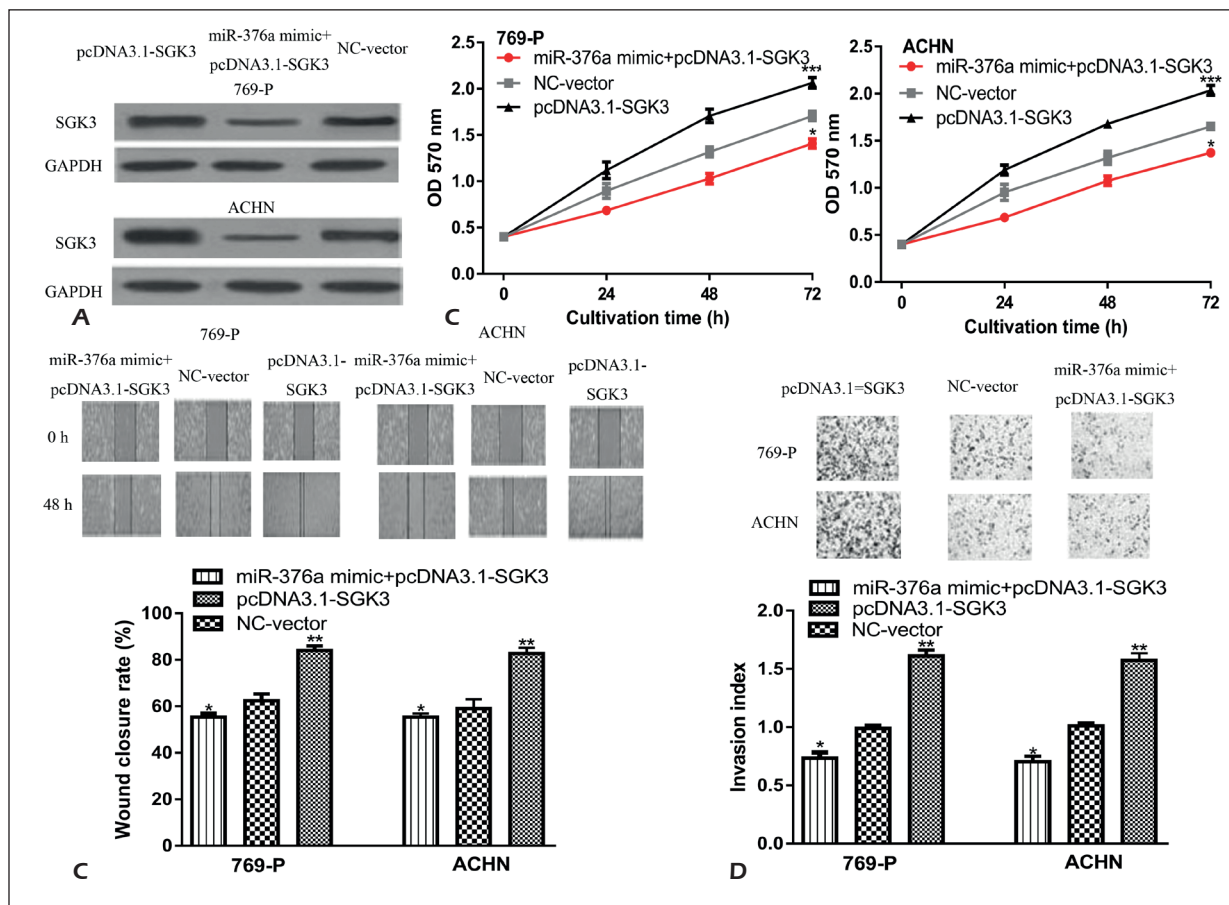 pcDNA3.1-SGK3
miR-376a mimic+
pcDNA3.1-SGK3
NC-vector
769-P
SGK3
GAPDH
ACHN
SGK3
GAPDH
A
769-P
miR-376a mimic+pcDNA3.1-SGK3
NC-vector
pcDNA3.1-SGK3
OD 570 nm
2.5
2.0
1.5
1.0
0.5
0.0
***
*
0 24 48 72
Cultivation time (h)
C
ACHN
miR-376a mimic+pcDNA3.1-SGK3
NC-vector
pcDNA3.1-SGK3
OD 570 nm
2.5
2.0
1.5
1.0
0.5
0.0
***
*
0 24 48 72
Cultivation time (h)
769-P
ACHN
miR-376a mimic+
pcDNA3.1-SGK3
NC-vector
pcDNA3.1-
SGK3
miR-376a mimic+
pcDNA3.1-SGK3
NC-vector
pcDNA3.1-
SGK3
0 h
48 h
miR-376a mimic+pcDNA3.1-SGK3
pcDNA3.1-SGK3
NC-vector
Wound closure rate (%)
100
80
60
40
20
0
*
**
*
**
769-P
ACHN
C
pcDNA3.1=SGK3
NC-vector
miR-376a mimic+
pcDNA3.1-SGK3
769-P
ACHN
miR-376a mimic+pcDNA3.1-SGK3
pcDNA3.1-SGK3
NC-vector
Invasion index
2.0
1.5
1.0
0.5
0.0
*
**
*
**
769-P
ACHN
D